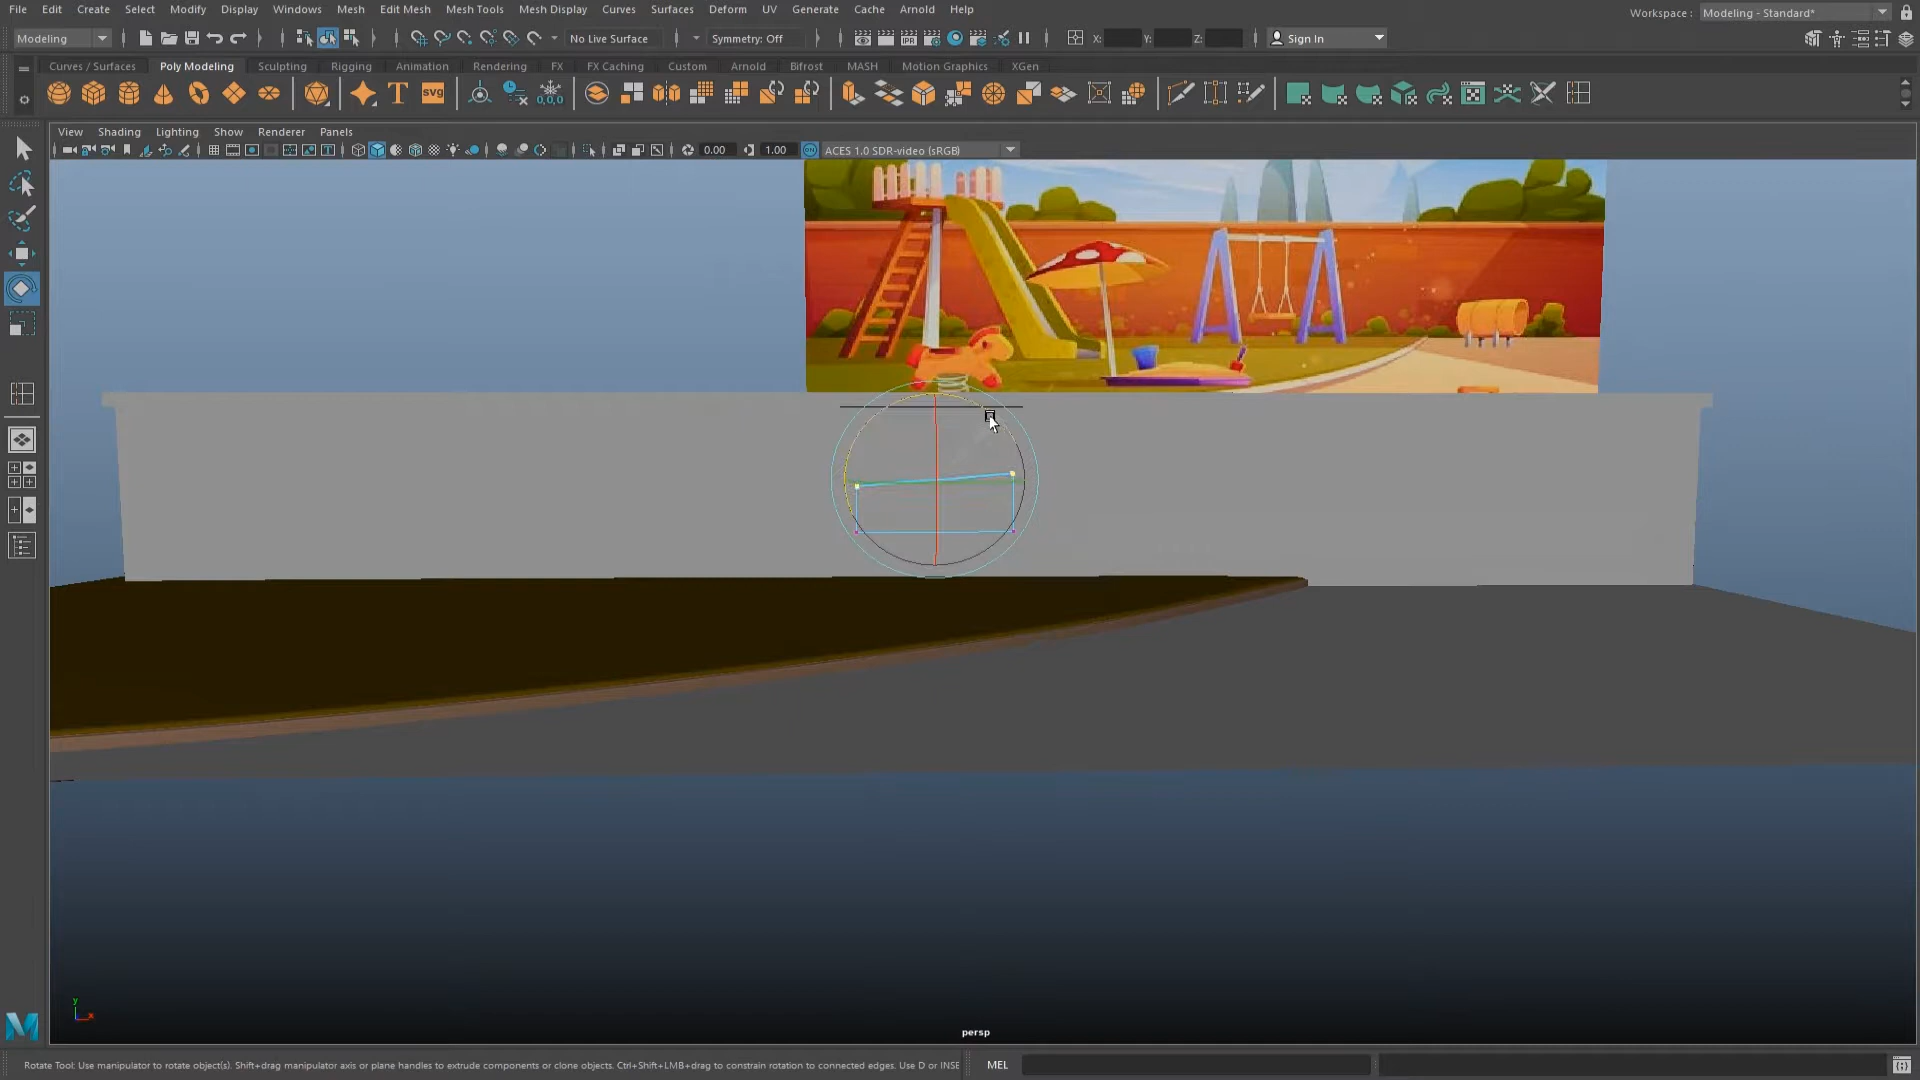 File Edit Create Select Modify Display Windows Mesh Edit Mesh Mesh Tools Mesh Display Curves Surfaces Deform UV Generate Cache Arnold Help
Workspace : Modeling - Standard*
Modeling No Live Surface Symmetry: Off X: Y: Z: Sign In
Curves / Surfaces Poly Modeling Sculpting Rigging Animation Rendering FX FX Caching Custom Arnold Bifrost MASH Motion Graphics XGen
T svg 0,0,0
View Shading Lighting Show Renderer Panels
0.00 1.00 ON ACES 1.0 SDR-video (sRGB)
y
x
persp
M
Rotate Tool: Use manipulator to rotate object(s). Shift+drag manipulator axis or plane handles to extrude components or clone objects. Ctrl+Shift+LMB+drag to constrain rotation to connected edges. Use D or INSE
MEL